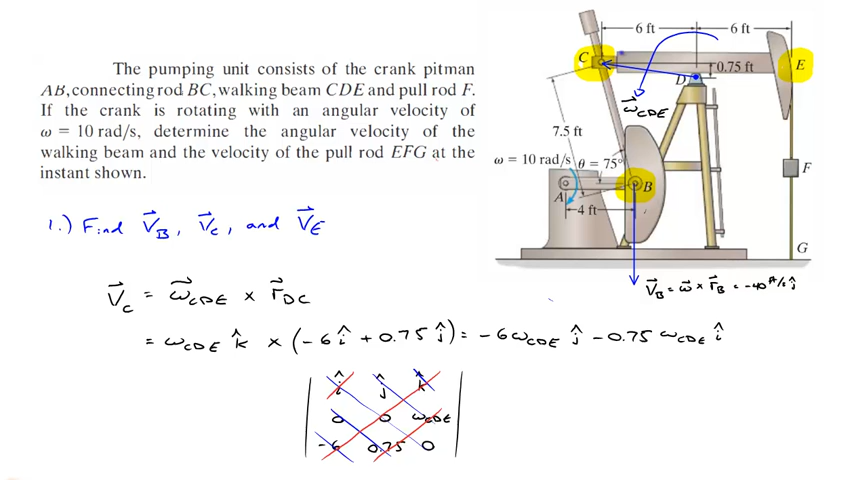 The pumping unit consists of the crank pitman
AB, connecting rod BC, walking beam CDE and pull rod F.
If the crank is rotating with an angular velocity of
ω = 10 rad/s, determine the angular velocity of the
walking beam and the velocity of the pull rod EFG at the
instant shown.
6 ft
6 ft
C
0.75 ft
E
D
ω⃗CDE
7.5 ft
ω = 10 rad/s
θ = 75°
F
A
B
4 ft
G
1.) Find V⃗B, V⃗C, and V⃗E
V⃗B = ω⃗ × r⃗B = -40 ft/s ĵ
V⃗C = ω⃗CDE × r⃗DC
= ωCDE k̂ × (-6 î + 0.75 ĵ) = -6ωCDE ĵ - 0.75 ωCDE î
î ĵ k̂
0 0 ωCDE
-6 0.75 0